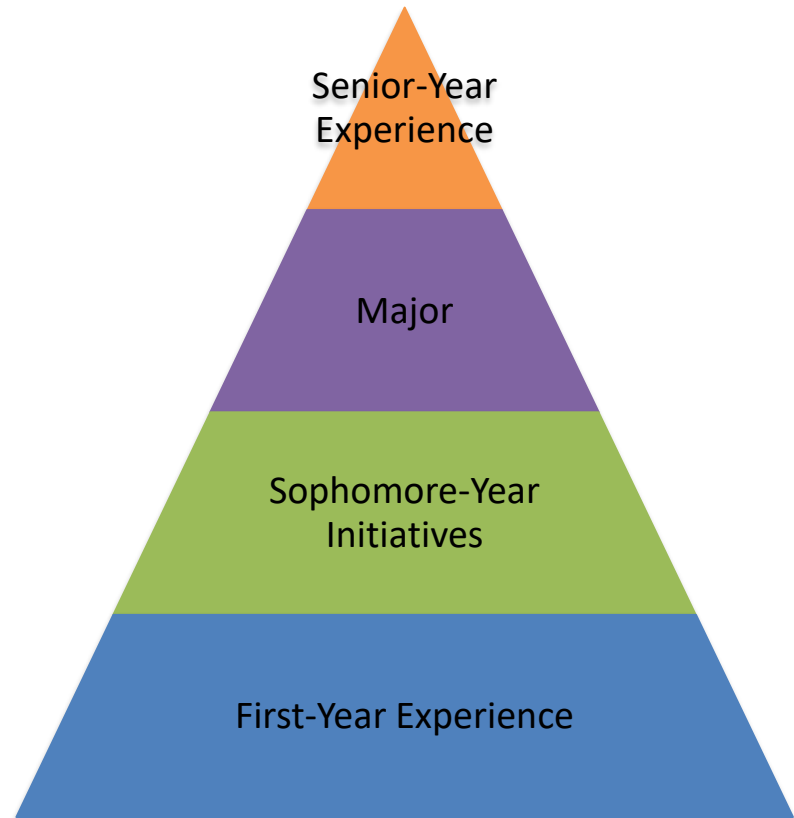 Senior-Year
Experience
Major
Sophomore-Year
Initiatives
First-Year Experience